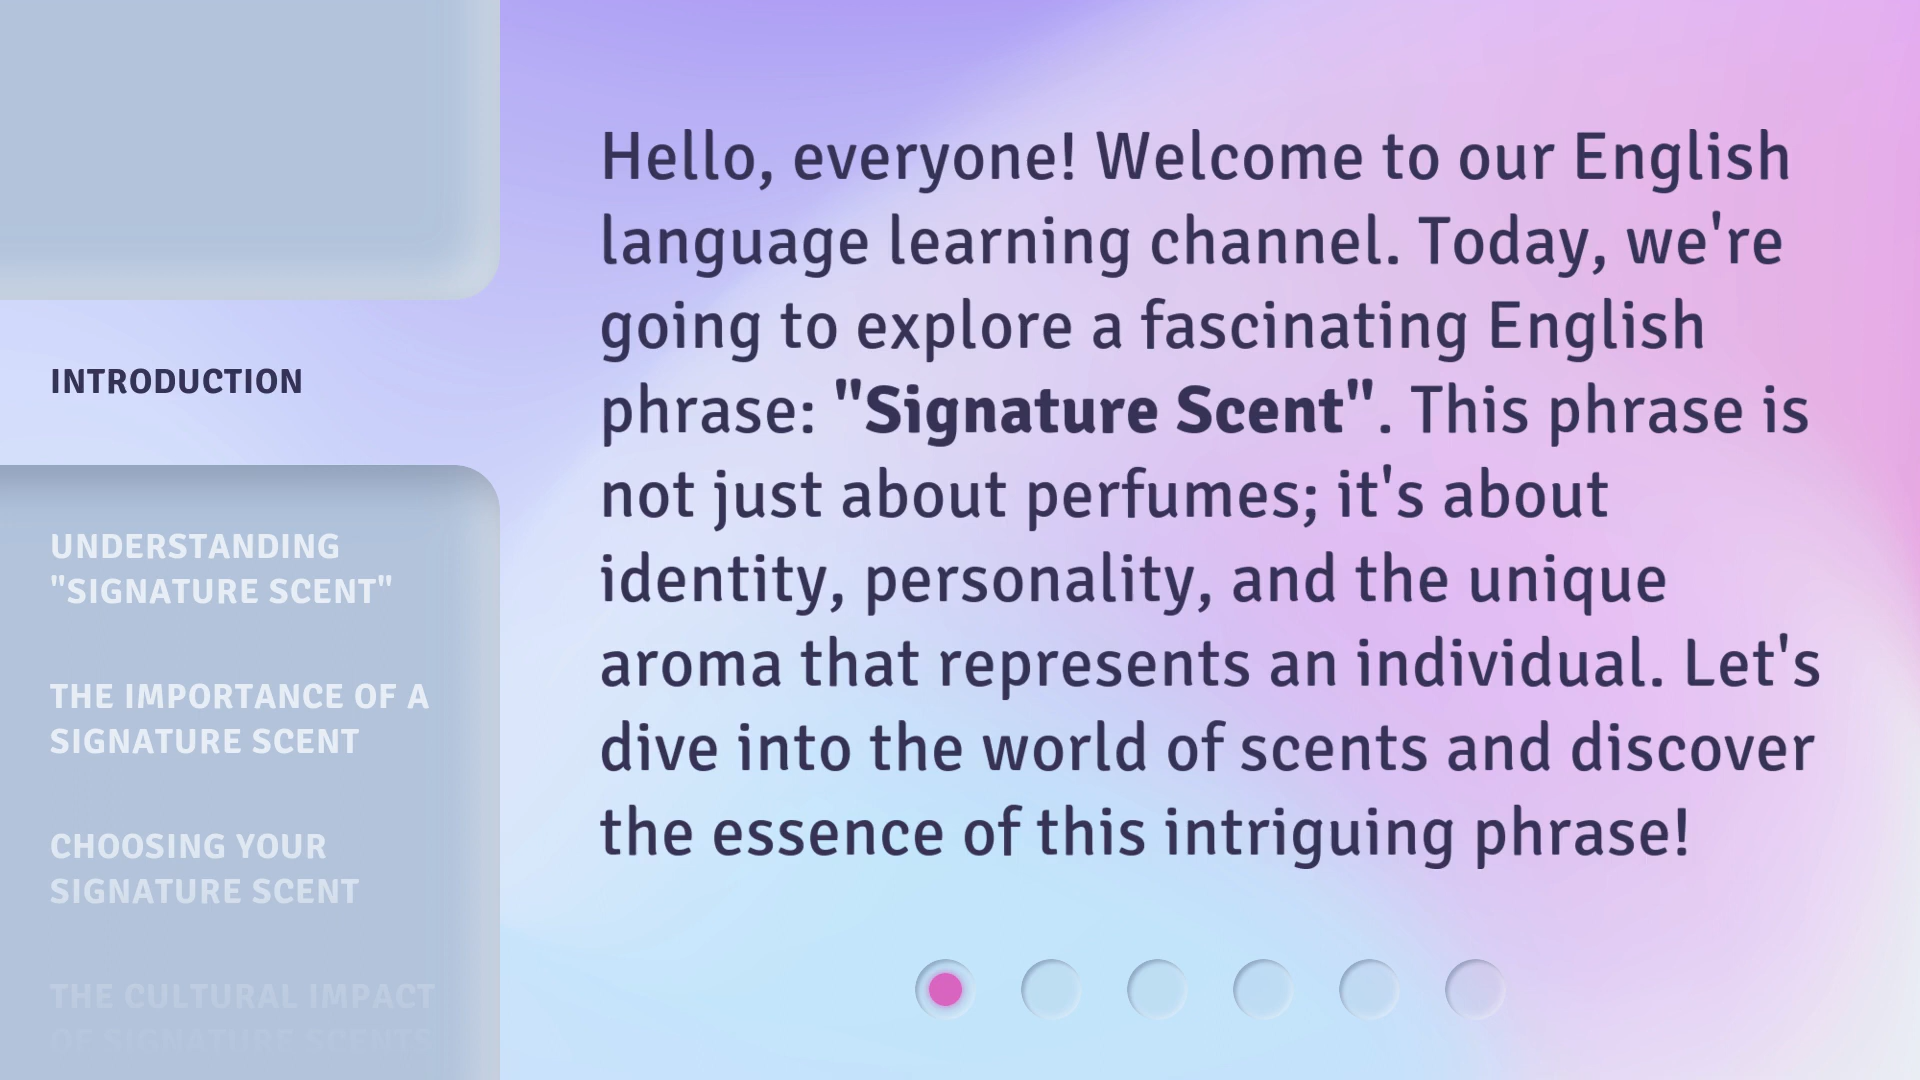 INTRODUCTION
UNDERSTANDING
"SIGNATURE SCENT"
THE IMPORTANCE OF A
SIGNATURE SCENT
CHOOSING YOUR
SIGNATURE SCENT
THE CULTURAL IMPACT
OF SIGNATURE SCENTS
Hello, everyone! Welcome to our English
language learning channel. Today, we're
going to explore a fascinating English
phrase: "Signature Scent". This phrase is
not just about perfumes; it's about
identity, personality, and the unique
aroma that represents an individual. Let's
dive into the world of scents and discover
the essence of this intriguing phrase!